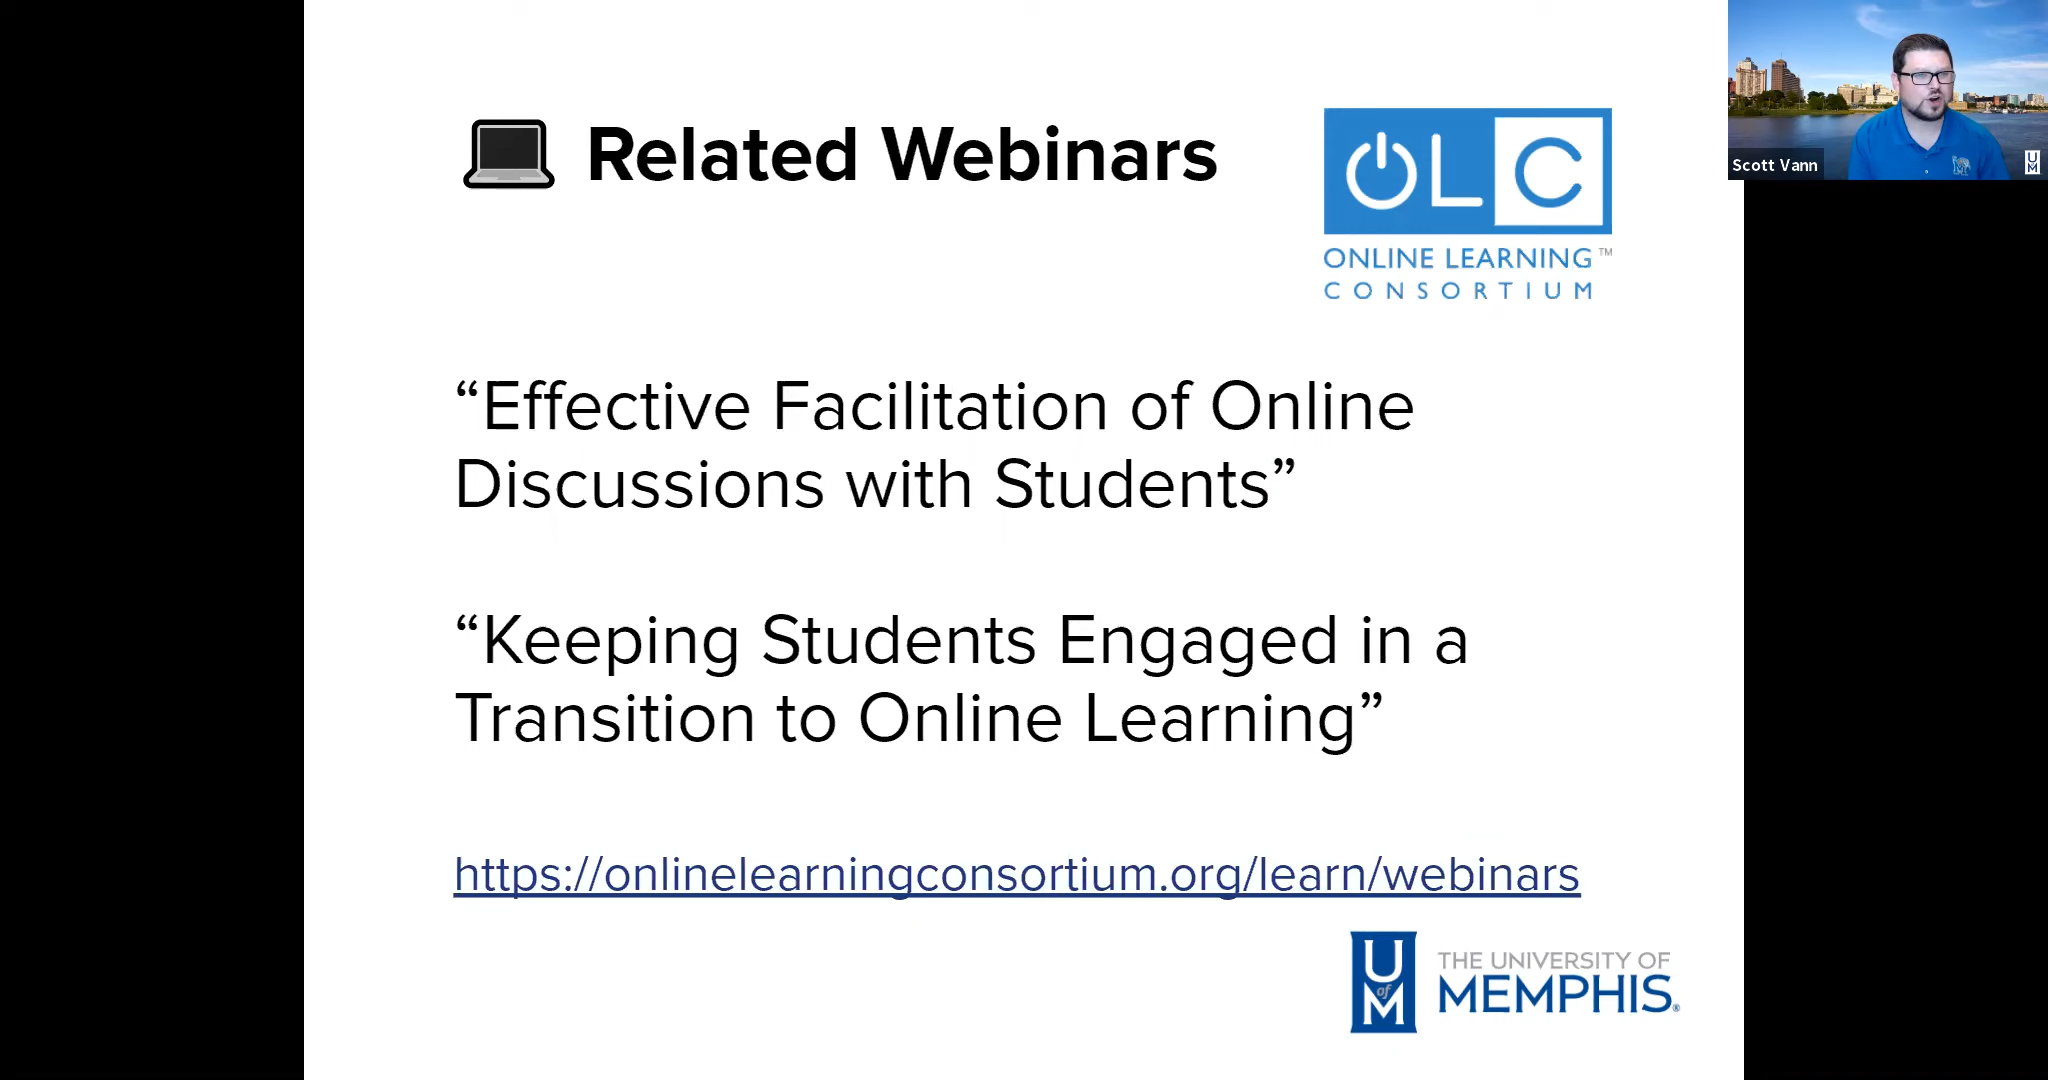 Related Webinars
OLC
ONLINE LEARNING™
CONSORTIUM
Scott Vann
“Effective Facilitation of Online
Discussions with Students”
“Keeping Students Engaged in a
Transition to Online Learning”
https://onlinelearningconsortium.org/learn/webinars
U of M
THE UNIVERSITY OF
MEMPHIS®